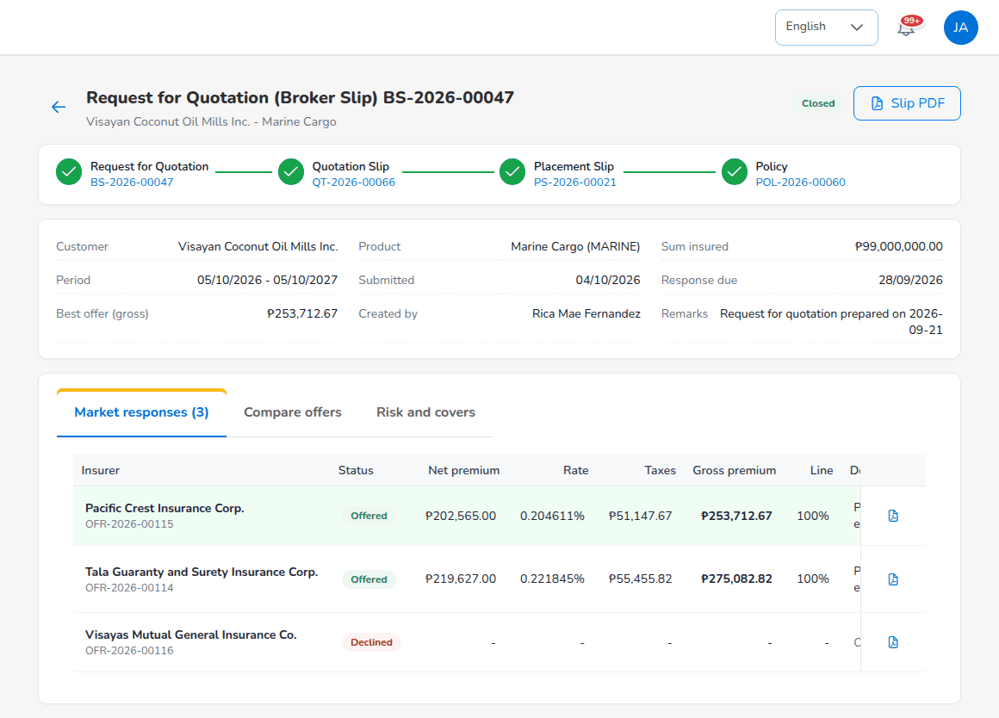 English
99+
JA
Request for Quotation (Broker Slip) BS-2026-00047
Visayan Coconut Oil Mills Inc. - Marine Cargo
Closed
Slip PDF
Request for Quotation
BS-2026-00047
Quotation Slip
QT-2026-00066
Placement Slip
PS-2026-00021
Policy
POL-2026-00060
Customer Visayan Coconut Oil Mills Inc. Product Marine Cargo (MARINE) Sum insured ₱99,000,000.00
Period 05/10/2026 - 05/10/2027 Submitted 04/10/2026 Response due 28/09/2026
Best offer (gross) ₱253,712.67 Created by Rica Mae Fernandez Remarks Request for quotation prepared on 2026-
09-21
Market responses (3) Compare offers Risk and covers
Insurer Status Net premium Rate Taxes Gross premium Line
Pacific Crest Insurance Corp.
OFR-2026-00115
Offered ₱202,565.00 0.204611% ₱51,147.67 ₱253,712.67 100%
Tala Guaranty and Surety Insurance Corp.
OFR-2026-00114
Offered ₱219,627.00 0.221845% ₱55,455.82 ₱275,082.82 100%
Visayas Mutual General Insurance Co.
OFR-2026-00116
Declined - - - - -